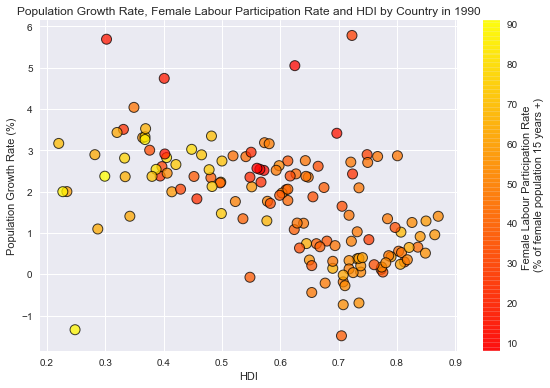 Population Growth Rate, Female Labour Participation Rate and HDI by Country in 1990
6
5
4
3
2
1
0
−1
Population Growth Rate (%)
0.2 0.3 0.4 0.5 0.6 0.7 0.8 0.9
HDI
90
80
70
60
50
40
30
20
10
Female Labour Participation Rate
(% of female population 15 years +)